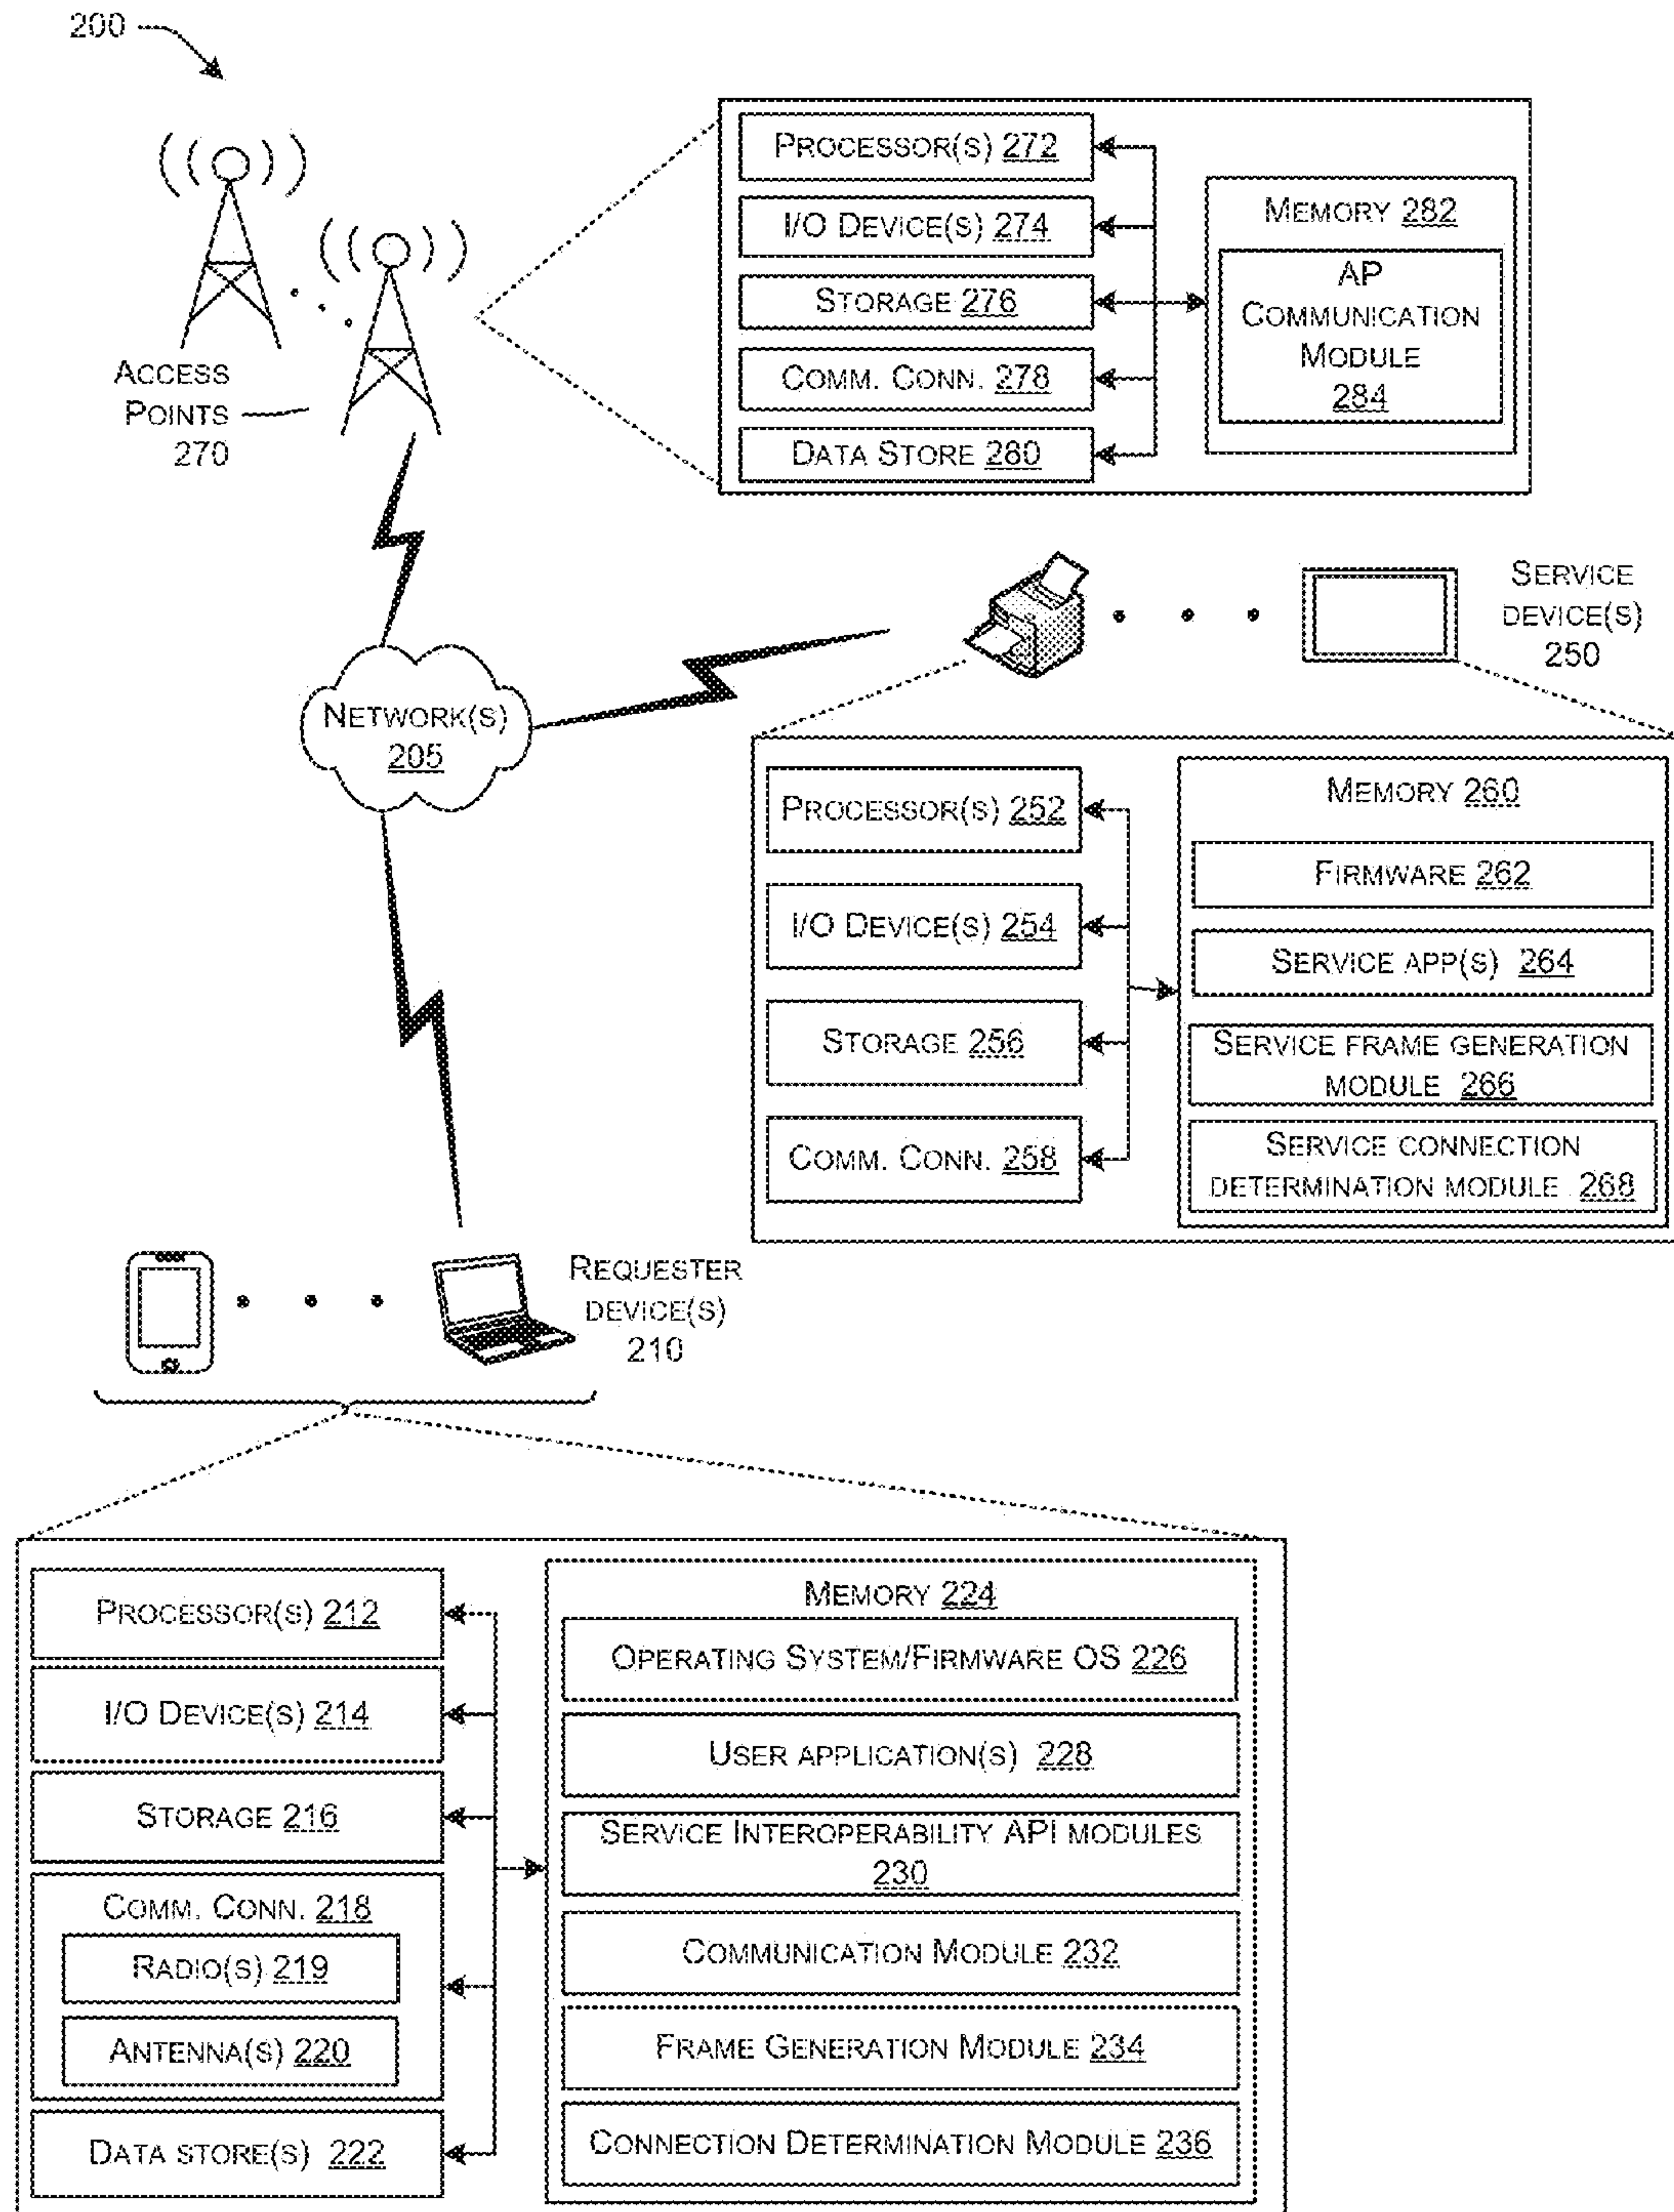 200
PROCESSOR(S) 272
I/O DEVICE(S) 274
STORAGE 276
COMM. CONN. 278
DATA STORE 280
MEMORY 282
AP
COMMUNICATION
MODULE
284
ACCESS
POINTS
270
SERVICE
DEVICE(S)
250
NETWORK(S)
205
PROCESSOR(S) 252
I/O DEVICE(S) 254
STORAGE 256
COMM. CONN. 258
MEMORY 260
FIRMWARE 262
SERVICE APP(S) 264
SERVICE FRAME GENERATION
MODULE 266
SERVICE CONNECTION
DETERMINATION MODULE 268
REQUESTER
DEVICE(S)
210
PROCESSOR(S) 212
I/O DEVICE(S) 214
STORAGE 216
COMM. CONN. 218
RADIO(S) 219
ANTENNA(S) 220
DATA STORE(S) 222
MEMORY 224
OPERATING SYSTEM/FIRMWARE OS 226
USER APPLICATION(S) 228
SERVICE INTEROPERABILITY API MODULES
230
COMMUNICATION MODULE 232
FRAME GENERATION MODULE 234
CONNECTION DETERMINATION MODULE 236